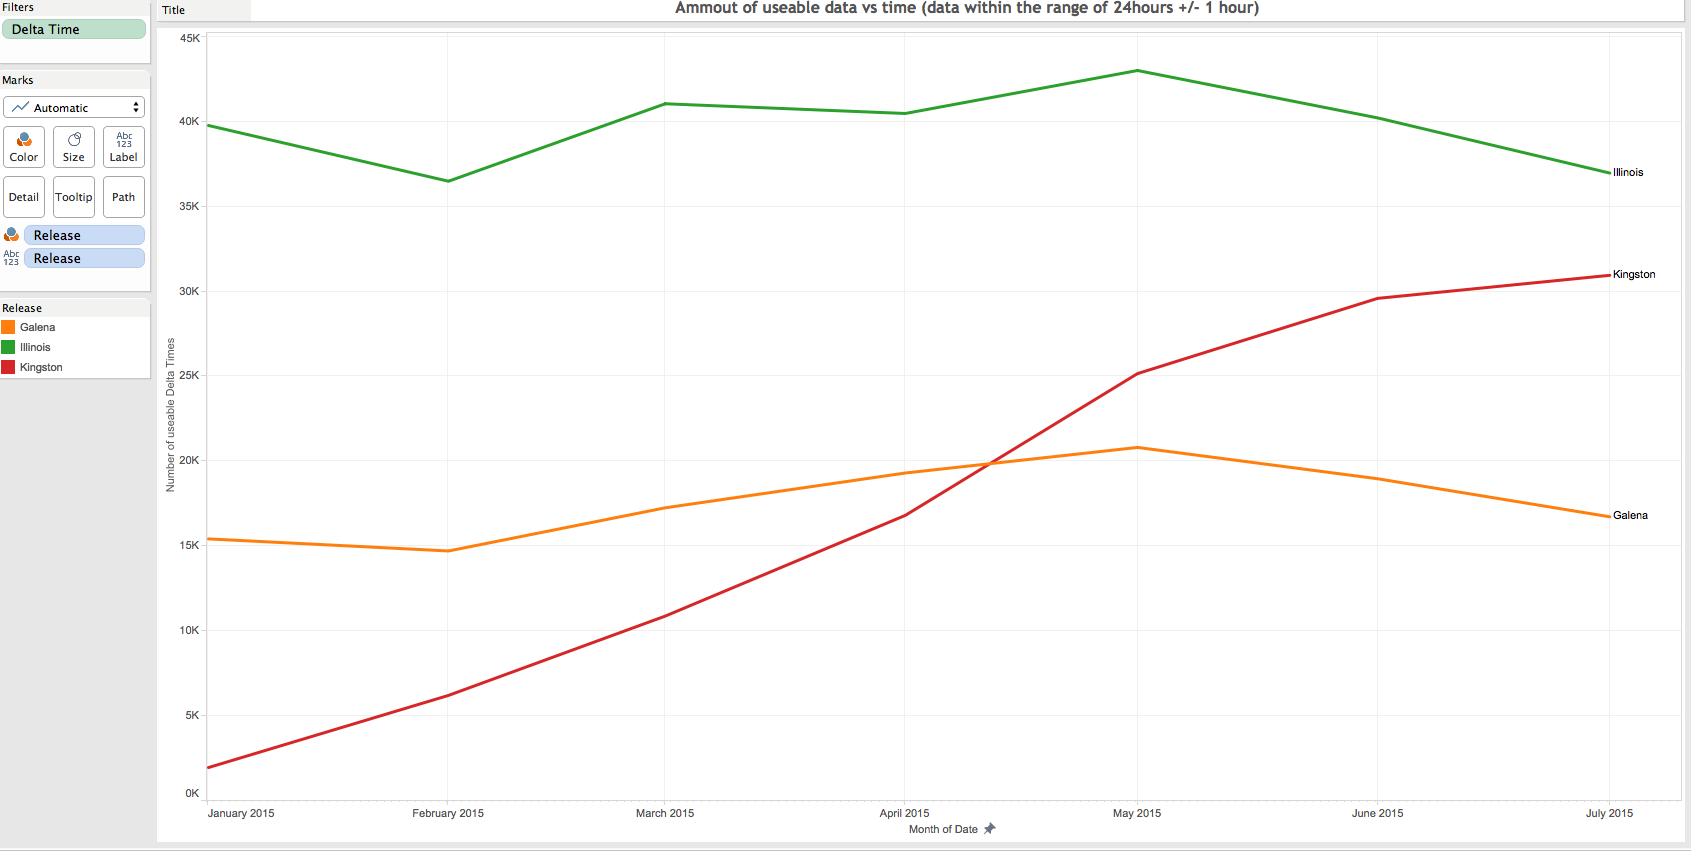 Filters
Delta Time
Marks
Automatic
Color
Size
Abc
123
Label
Detail
Tooltip
Path
Release
Abc
123
Release
Release
Galena
Illinois
Kingston
Title
Ammout of useable data vs time (data within the range of 24hours +/- 1 hour)
Number of useable Delta Times
45K
40K
35K
30K
25K
20K
15K
10K
5K
0K
Illinois
Kingston
Galena
January 2015
February 2015
March 2015
April 2015
May 2015
June 2015
July 2015
Month of Date